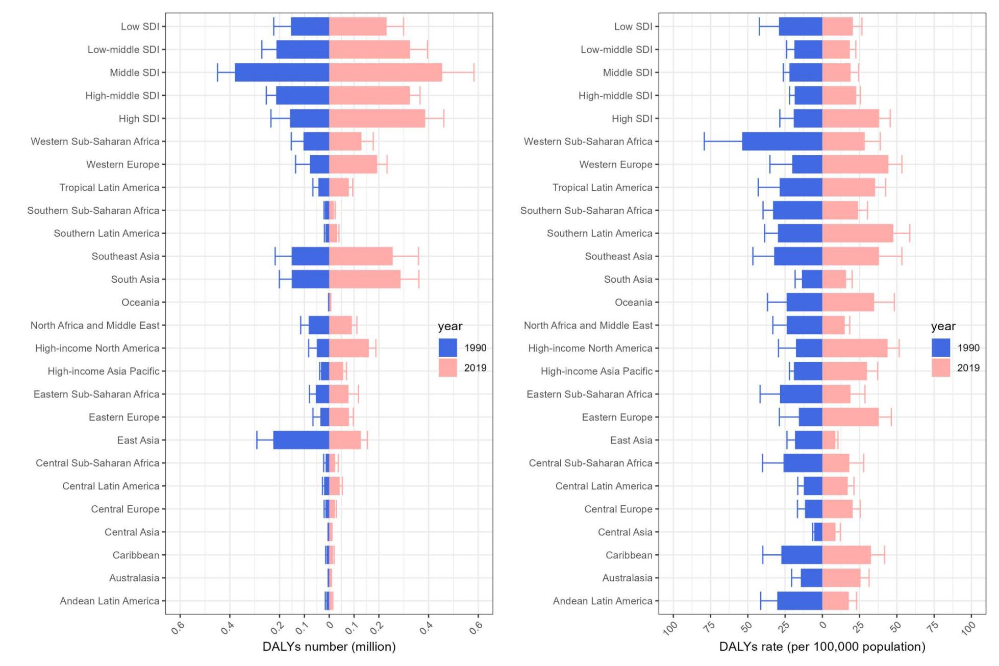 Low SDI
Low-middle SDI
Middle SDI
High-middle SDI
High SDI
Western Sub-Saharan Africa
Western Europe
Tropical Latin America
Southern Sub-Saharan Africa
Southern Latin America
Southeast Asia
South Asia
Oceania
North Africa and Middle East
High-income North America
High-income Asia Pacific
Eastern Sub-Saharan Africa
Eastern Europe
East Asia
Central Sub-Saharan Africa
Central Latin America
Central Europe
Central Asia
Caribbean
Australasia
Andean Latin America
year
1990
2019
0.6 0.4 0.2 0.1 0 0.1 0.2 0.4 0.6
DALYs number (million)
Low SDI
Low-middle SDI
Middle SDI
High-middle SDI
High SDI
Western Sub-Saharan Africa
Western Europe
Tropical Latin America
Southern Sub-Saharan Africa
Southern Latin America
Southeast Asia
South Asia
Oceania
North Africa and Middle East
High-income North America
High-income Asia Pacific
Eastern Sub-Saharan Africa
Eastern Europe
East Asia
Central Sub-Saharan Africa
Central Latin America
Central Europe
Central Asia
Caribbean
Australasia
Andean Latin America
year
1990
2019
100 75 50 25 0 25 50 75 100
DALYs rate (per 100,000 population)